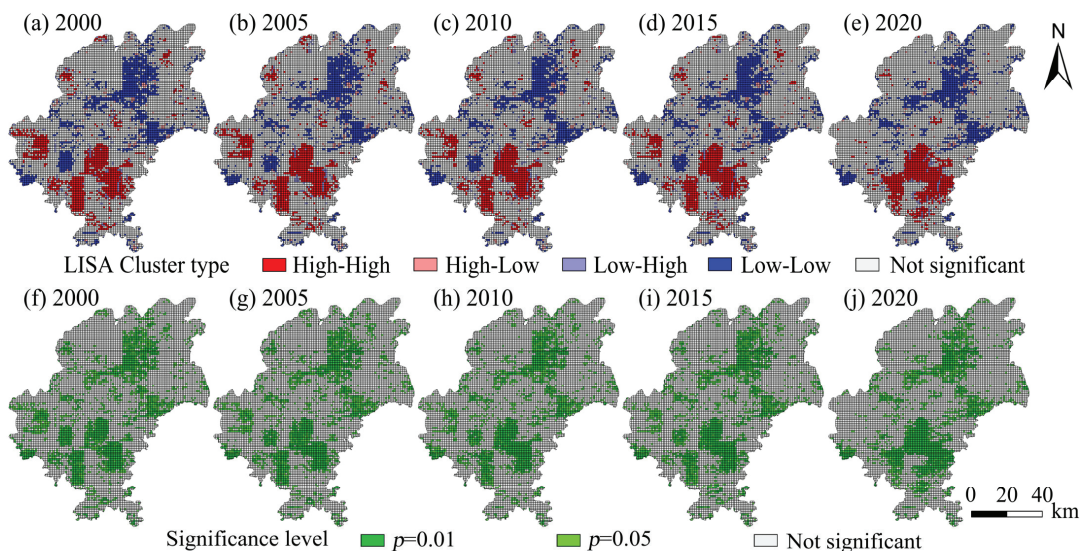 (a) 2000 (b) 2005 (c) 2010 (d) 2015 (e) 2020
N
LISA Cluster type High-High High-Low Low-High Low-Low Not significant
(f) 2000 (g) 2005 (h) 2010 (i) 2015 (j) 2020
0 20 40
km
Significance level p=0.01 p=0.05 Not significant